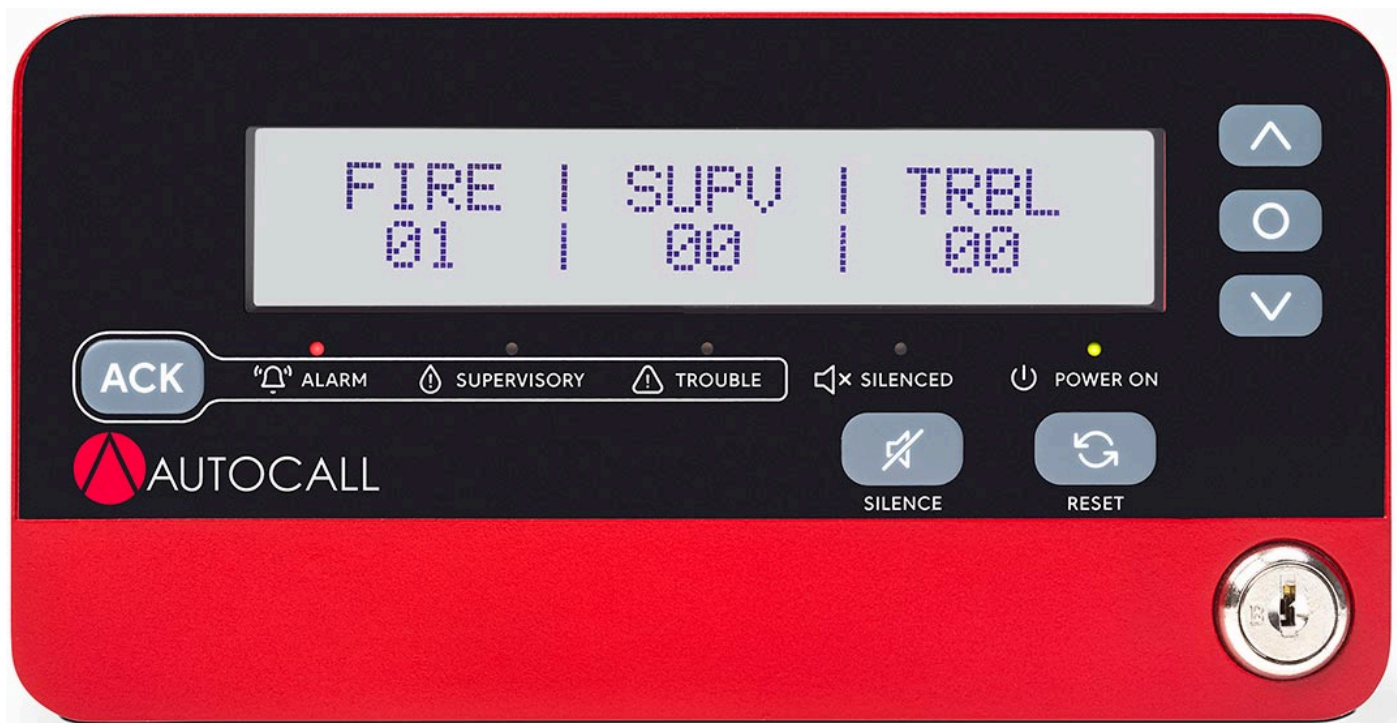 FIRE | SUPV | TRBL
01 | 00 | 00
ACK
ALARM
SUPERVISORY
TROUBLE
SILENCED
POWER ON
AUTOCALL
SILENCE
RESET